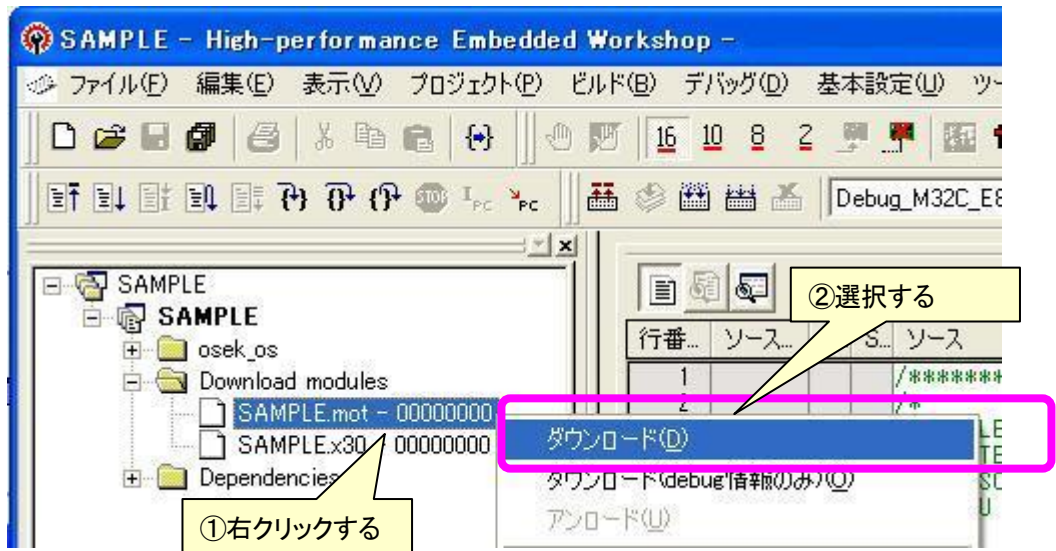 SAMPLE - High-performance Embedded Workshop -
ファイル(F) 編集(E) 表示(V) プロジェクト(P) ビルド(B) デバッグ(D) 基本設定(U) ツー
16 10 8 2
STOP PC PC Debug_M32C_E8
SAMPLE
②選択する
SAMPLE
行番... ソース... S... ソース
osek_os
1 /*******
Download modules
2 /*
SAMPLE.mot - 00000000
ダウンロード(D)
SAMPLE.x30 - 00000000
ダウンロード(debug情報のみ)(O)
Dependencies
アンロード(U)
①右クリックする